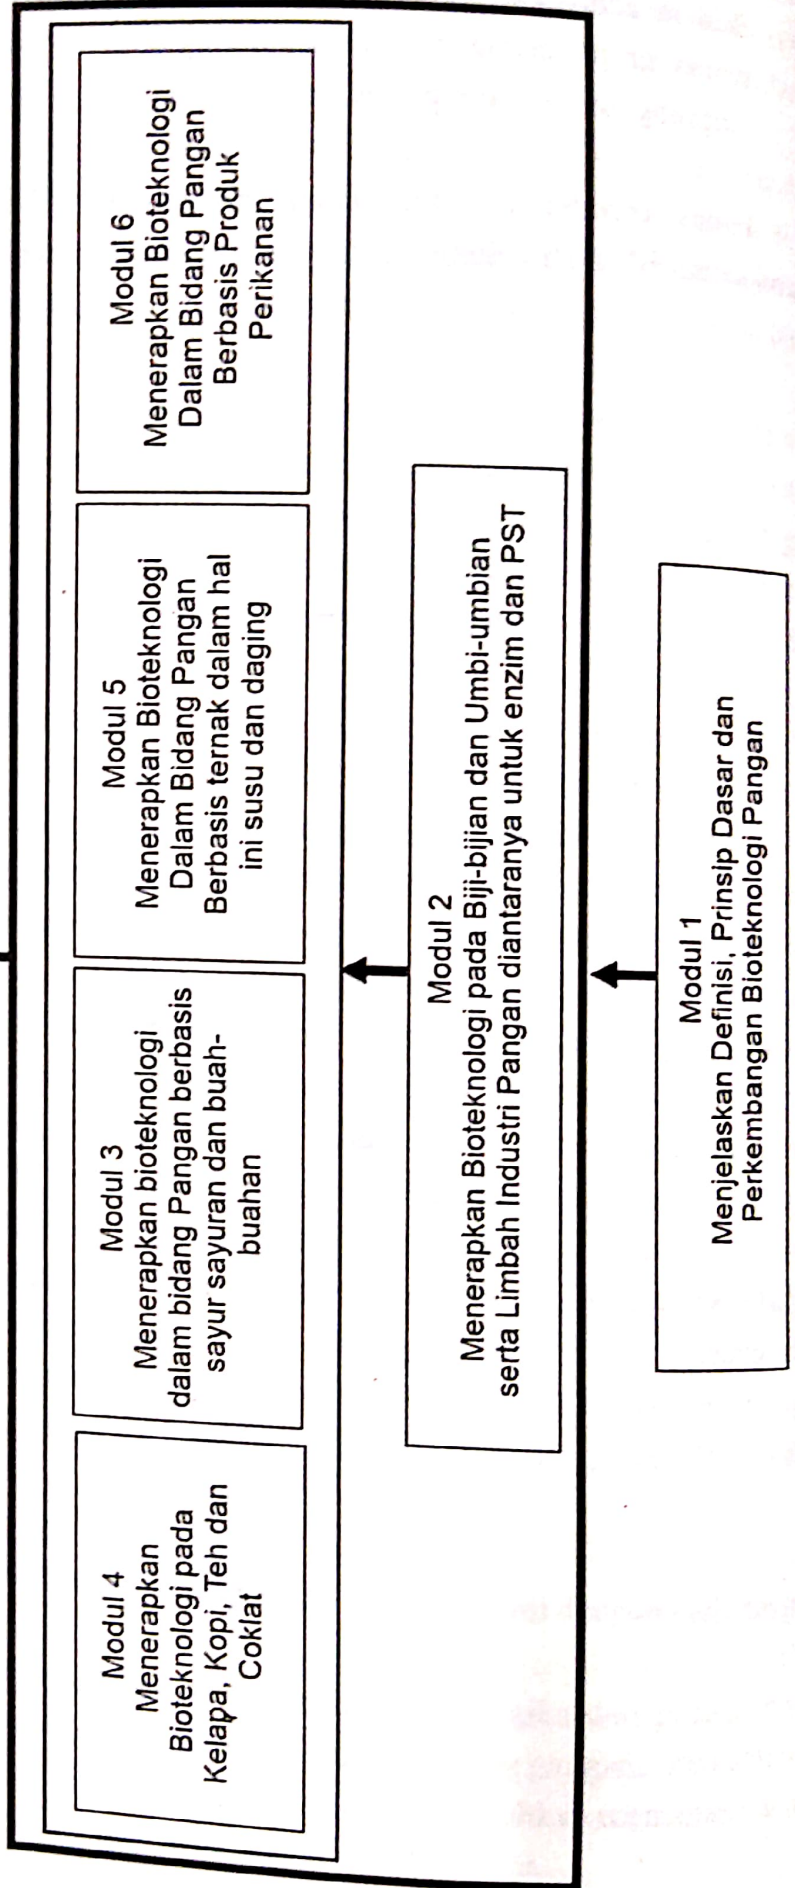 Modul 4
Menerapkan
Bioteknologi pada
Kelapa, Kopi, Teh dan
Coklat
Modul 3
Menerapkan bioteknologi
dalam bidang Pangan berbasis
sayur sayuran dan buah-
buahan
Modul 5
Menerapkan Bioteknologi
Dalam Bidang Pangan
Berbasis ternak dalam hal
ini susu dan daging
Modul 6
Menerapkan Bioteknologi
Dalam Bidang Pangan
Berbasis Produk
Perikanan
Modul 2
Menerapkan Bioteknologi pada Biji-bijian dan Umbi-umbian
serta Limbah Industri Pangan diantaranya untuk enzim dan PST
Modul 1
Menjelaskan Definisi, Prinsip Dasar dan
Perkembangan Bioteknologi Pangan